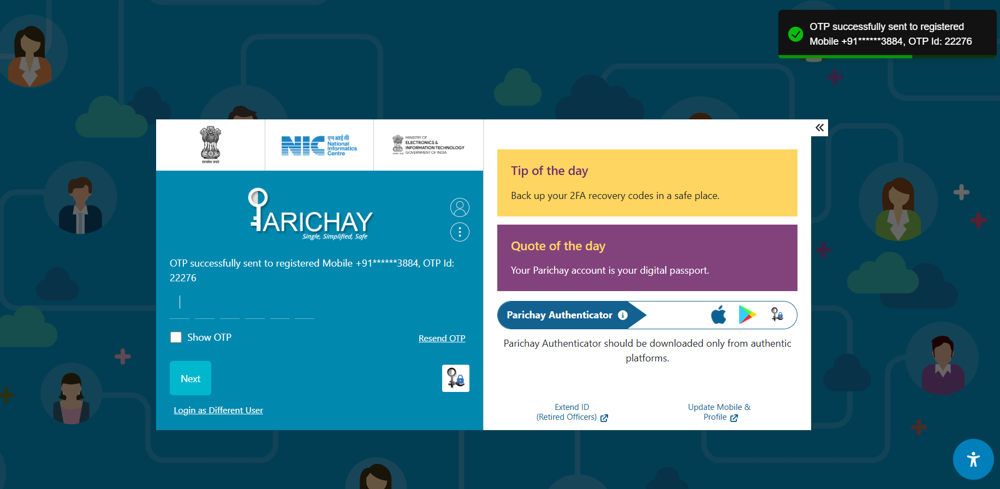 OTP successfully sent to registered
Mobile +91******3884, OTP Id: 22276
सत्यमेव जयते
NIC
एन आई सी
National
Informatics
Centre
MINISTRY OF
ELECTRONICS &
INFORMATION TECHNOLOGY
GOVERNMENT OF INDIA
PARICHAY
Single, Simplified, Safe
OTP successfully sent to registered Mobile +91******3884, OTP Id:
22276
Show OTP
Resend OTP
Next
Login as Different User
Tip of the day
Back up your 2FA recovery codes in a safe place.
Quote of the day
Your Parichay account is your digital passport.
Parichay Authenticator
Parichay Authenticator should be downloaded only from authentic
platforms.
Extend ID
(Retired Officers)
Update Mobile &
Profile